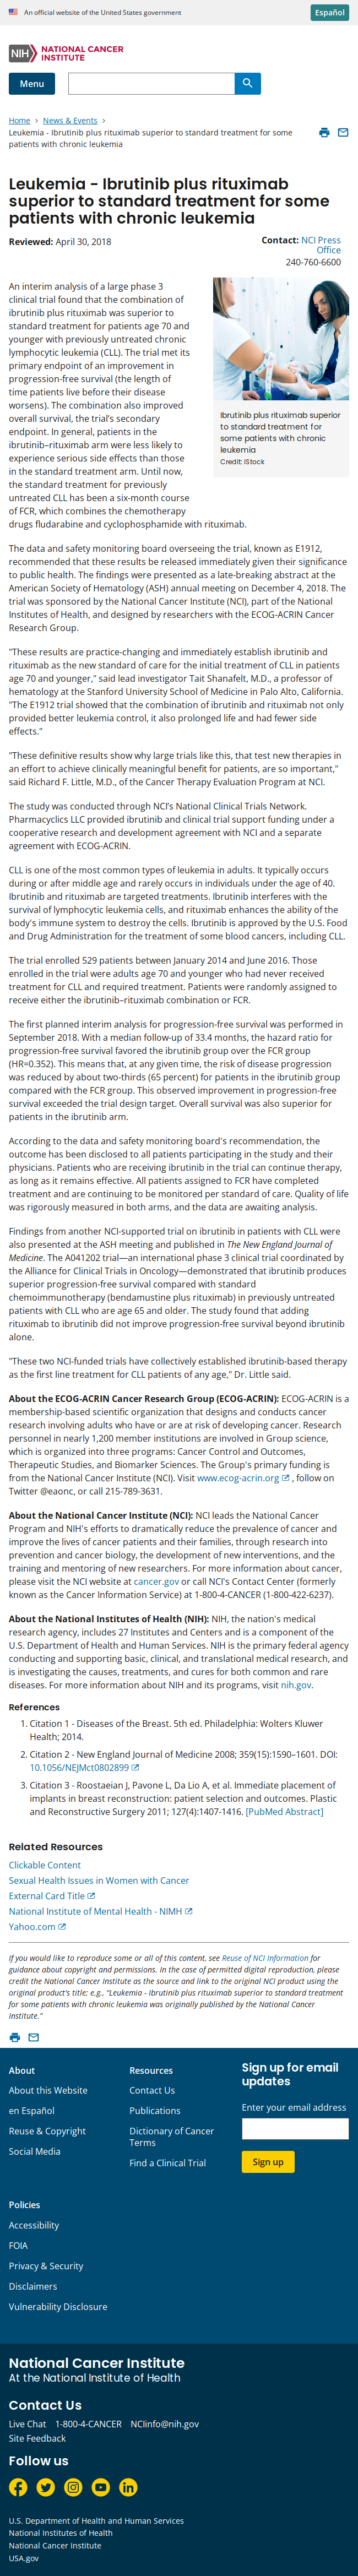 An official website of the United States government
Español
NIH NATIONAL CANCER INSTITUTE
Menu
Home > News & Events >
Leukemia - Ibrutinib plus rituximab superior to standard treatment for some
patients with chronic leukemia
Leukemia - Ibrutinib plus rituximab
superior to standard treatment for some
patients with chronic leukemia
Reviewed: April 30, 2018
Contact: NCI Press
Office
240-760-6600
An interim analysis of a large phase 3
clinical trial found that the combination of
ibrutinib plus rituximab was superior to
standard treatment for patients age 70 and
younger with previously untreated chronic
lymphocytic leukemia (CLL). The trial met its
primary endpoint of an improvement in
progression-free survival (the length of
time patients live before their disease
worsens). The combination also improved
overall survival, the trial's secondary
endpoint. In general, patients in the
ibrutinib–rituximab arm were less likely to
experience serious side effects than those
in the standard treatment arm. Until now,
the standard treatment for previously
untreated CLL has been a six-month course
of FCR, which combines the chemotherapy
drugs fludarabine and cyclophosphamide with rituximab.
Ibrutinib plus rituximab superior
to standard treatment for
some patients with chronic
leukemia
Credit: iStock
The data and safety monitoring board overseeing the trial, known as E1912,
recommended that these results be released immediately given their significance
to public health. The findings were presented as a late-breaking abstract at the
American Society of Hematology (ASH) annual meeting on December 4, 2018. The
trial was sponsored by the National Cancer Institute (NCI), part of the National
Institutes of Health, and designed by researchers with the ECOG-ACRIN Cancer
Research Group.
"These results are practice-changing and immediately establish ibrutinib and
rituximab as the new standard of care for the initial treatment of CLL in patients
age 70 and younger," said lead investigator Tait Shanafelt, M.D., a professor of
hematology at the Stanford University School of Medicine in Palo Alto, California.
"The E1912 trial showed that the combination of ibrutinib and rituximab not only
provided better leukemia control, it also prolonged life and had fewer side
effects."
"These definitive results show why large trials like this, that test new therapies in
an effort to achieve clinically meaningful benefit for patients, are so important,"
said Richard F. Little, M.D., of the Cancer Therapy Evaluation Program at NCI.
The study was conducted through NCI's National Clinical Trials Network.
Pharmacyclics LLC provided ibrutinib and clinical trial support funding under a
cooperative research and development agreement with NCI and a separate
agreement with ECOG-ACRIN.
CLL is one of the most common types of leukemia in adults. It typically occurs
during or after middle age and rarely occurs in individuals under the age of 40.
Ibrutinib and rituximab are targeted treatments. Ibrutinib interferes with the
survival of lymphocytic leukemia cells, and rituximab enhances the ability of the
body's immune system to destroy the cells. Ibrutinib is approved by the U.S. Food
and Drug Administration for the treatment of some blood cancers, including CLL.
The trial enrolled 529 patients between January 2014 and June 2016. Those
enrolled in the trial were adults age 70 and younger who had never received
treatment for CLL and required treatment. Patients were randomly assigned to
receive either the ibrutinib–rituximab combination or FCR.
The first planned interim analysis for progression-free survival was performed in
September 2018. With a median follow-up of 33.4 months, the hazard ratio for
progression-free survival favored the ibrutinib group over the FCR group
(HR=0.352). This means that, at any given time, the risk of disease progression
was reduced by about two-thirds (65 percent) for patients in the ibrutinib group
compared with the FCR group. This observed improvement in progression-free
survival exceeded the trial design target. Overall survival was also superior for
patients in the ibrutinib arm.
According to the data and safety monitoring board's recommendation, the
outcome has been disclosed to all patients participating in the study and their
physicians. Patients who are receiving ibrutinib in the trial can continue therapy,
as long as it remains effective. All patients assigned to FCR have completed
treatment and are continuing to be monitored per standard of care. Quality of life
was rigorously measured in both arms, and the data are awaiting analysis.
Findings from another NCI-supported trial on ibrutinib in patients with CLL were
also presented at the ASH meeting and published in The New England Journal of
Medicine. The A041202 trial—an international phase 3 clinical trial coordinated by
the Alliance for Clinical Trials in Oncology—demonstrated that ibrutinib produces
superior progression-free survival compared with standard
chemoimmunotherapy (bendamustine plus rituximab) in previously untreated
patients with CLL who are age 65 and older. The study found that adding
rituximab to ibrutinib did not improve progression-free survival beyond ibrutinib
alone.
"These two NCI-funded trials have collectively established ibrutinib-based therapy
as the first line treatment for CLL patients of any age," Dr. Little said.
About the ECOG-ACRIN Cancer Research Group (ECOG-ACRIN): ECOG-ACRIN is a
membership-based scientific organization that designs and conducts cancer
research involving adults who have or are at risk of developing cancer. Research
personnel in nearly 1,200 member institutions are involved in Group science,
which is organized into three programs: Cancer Control and Outcomes,
Therapeutic Studies, and Biomarker Sciences. The Group's primary funding is
from the National Cancer Institute (NCI). Visit www.ecog-acrin.org , follow on
Twitter @eaonc, or call 215-789-3631.
About the National Cancer Institute (NCI): NCI leads the National Cancer
Program and NIH's efforts to dramatically reduce the prevalence of cancer and
improve the lives of cancer patients and their families, through research into
prevention and cancer biology, the development of new interventions, and the
training and mentoring of new researchers. For more information about cancer,
please visit the NCI website at cancer.gov or call NCI's Contact Center (formerly
known as the Cancer Information Service) at 1-800-4-CANCER (1-800-422-6237).
About the National Institutes of Health (NIH): NIH, the nation's medical
research agency, includes 27 Institutes and Centers and is a component of the
U.S. Department of Health and Human Services. NIH is the primary federal agency
conducting and supporting basic, clinical, and translational medical research, and
is investigating the causes, treatments, and cures for both common and rare
diseases. For more information about NIH and its programs, visit nih.gov.
References
1. Citation 1 - Diseases of the Breast. 5th ed. Philadelphia: Wolters Kluwer
Health; 2014.
2. Citation 2 - New England Journal of Medicine 2008; 359(15):1590–1601. DOI:
10.1056/NEJMct0802899
3. Citation 3 - Roostaeian J, Pavone L, Da Lio A, et al. Immediate placement of
implants in breast reconstruction: patient selection and outcomes. Plastic
and Reconstructive Surgery 2011; 127(4):1407-1416. [PubMed Abstract]
Related Resources
Clickable Content
Sexual Health Issues in Women with Cancer
External Card Title
National Institute of Mental Health - NIMH
Yahoo.com
If you would like to reproduce some or all of this content, see Reuse of NCI Information for
guidance about copyright and permissions. In the case of permitted digital reproduction, please
credit the National Cancer Institute as the source and link to the original NCI product using the
original product's title; e.g., "Leukemia - Ibrutinib plus rituximab superior to standard treatment
for some patients with chronic leukemia was originally published by the National Cancer
Institute."
About
About this Website
en Español
Reuse & Copyright
Social Media
Resources
Contact Us
Publications
Dictionary of Cancer
Terms
Find a Clinical Trial
Sign up for email
updates
Enter your email address
Sign up
Policies
Accessibility
FOIA
Privacy & Security
Disclaimers
Vulnerability Disclosure
National Cancer Institute
At the National Institutes of Health
Contact Us
Live Chat 1-800-4-CANCER NCIinfo@nih.gov
Site Feedback
Follow us
U.S. Department of Health and Human Services
National Institutes of Health
National Cancer Institute
USA.gov